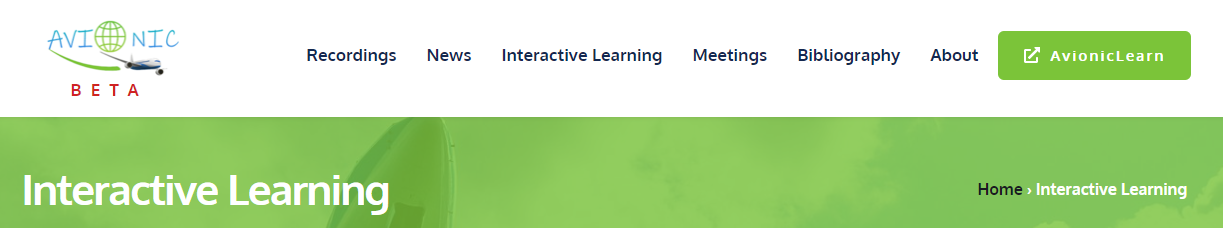 AVIONIC
BETA
Recordings News Interactive Learning Meetings Bibliography About AvionicLearn
Interactive Learning
Home › Interactive Learning